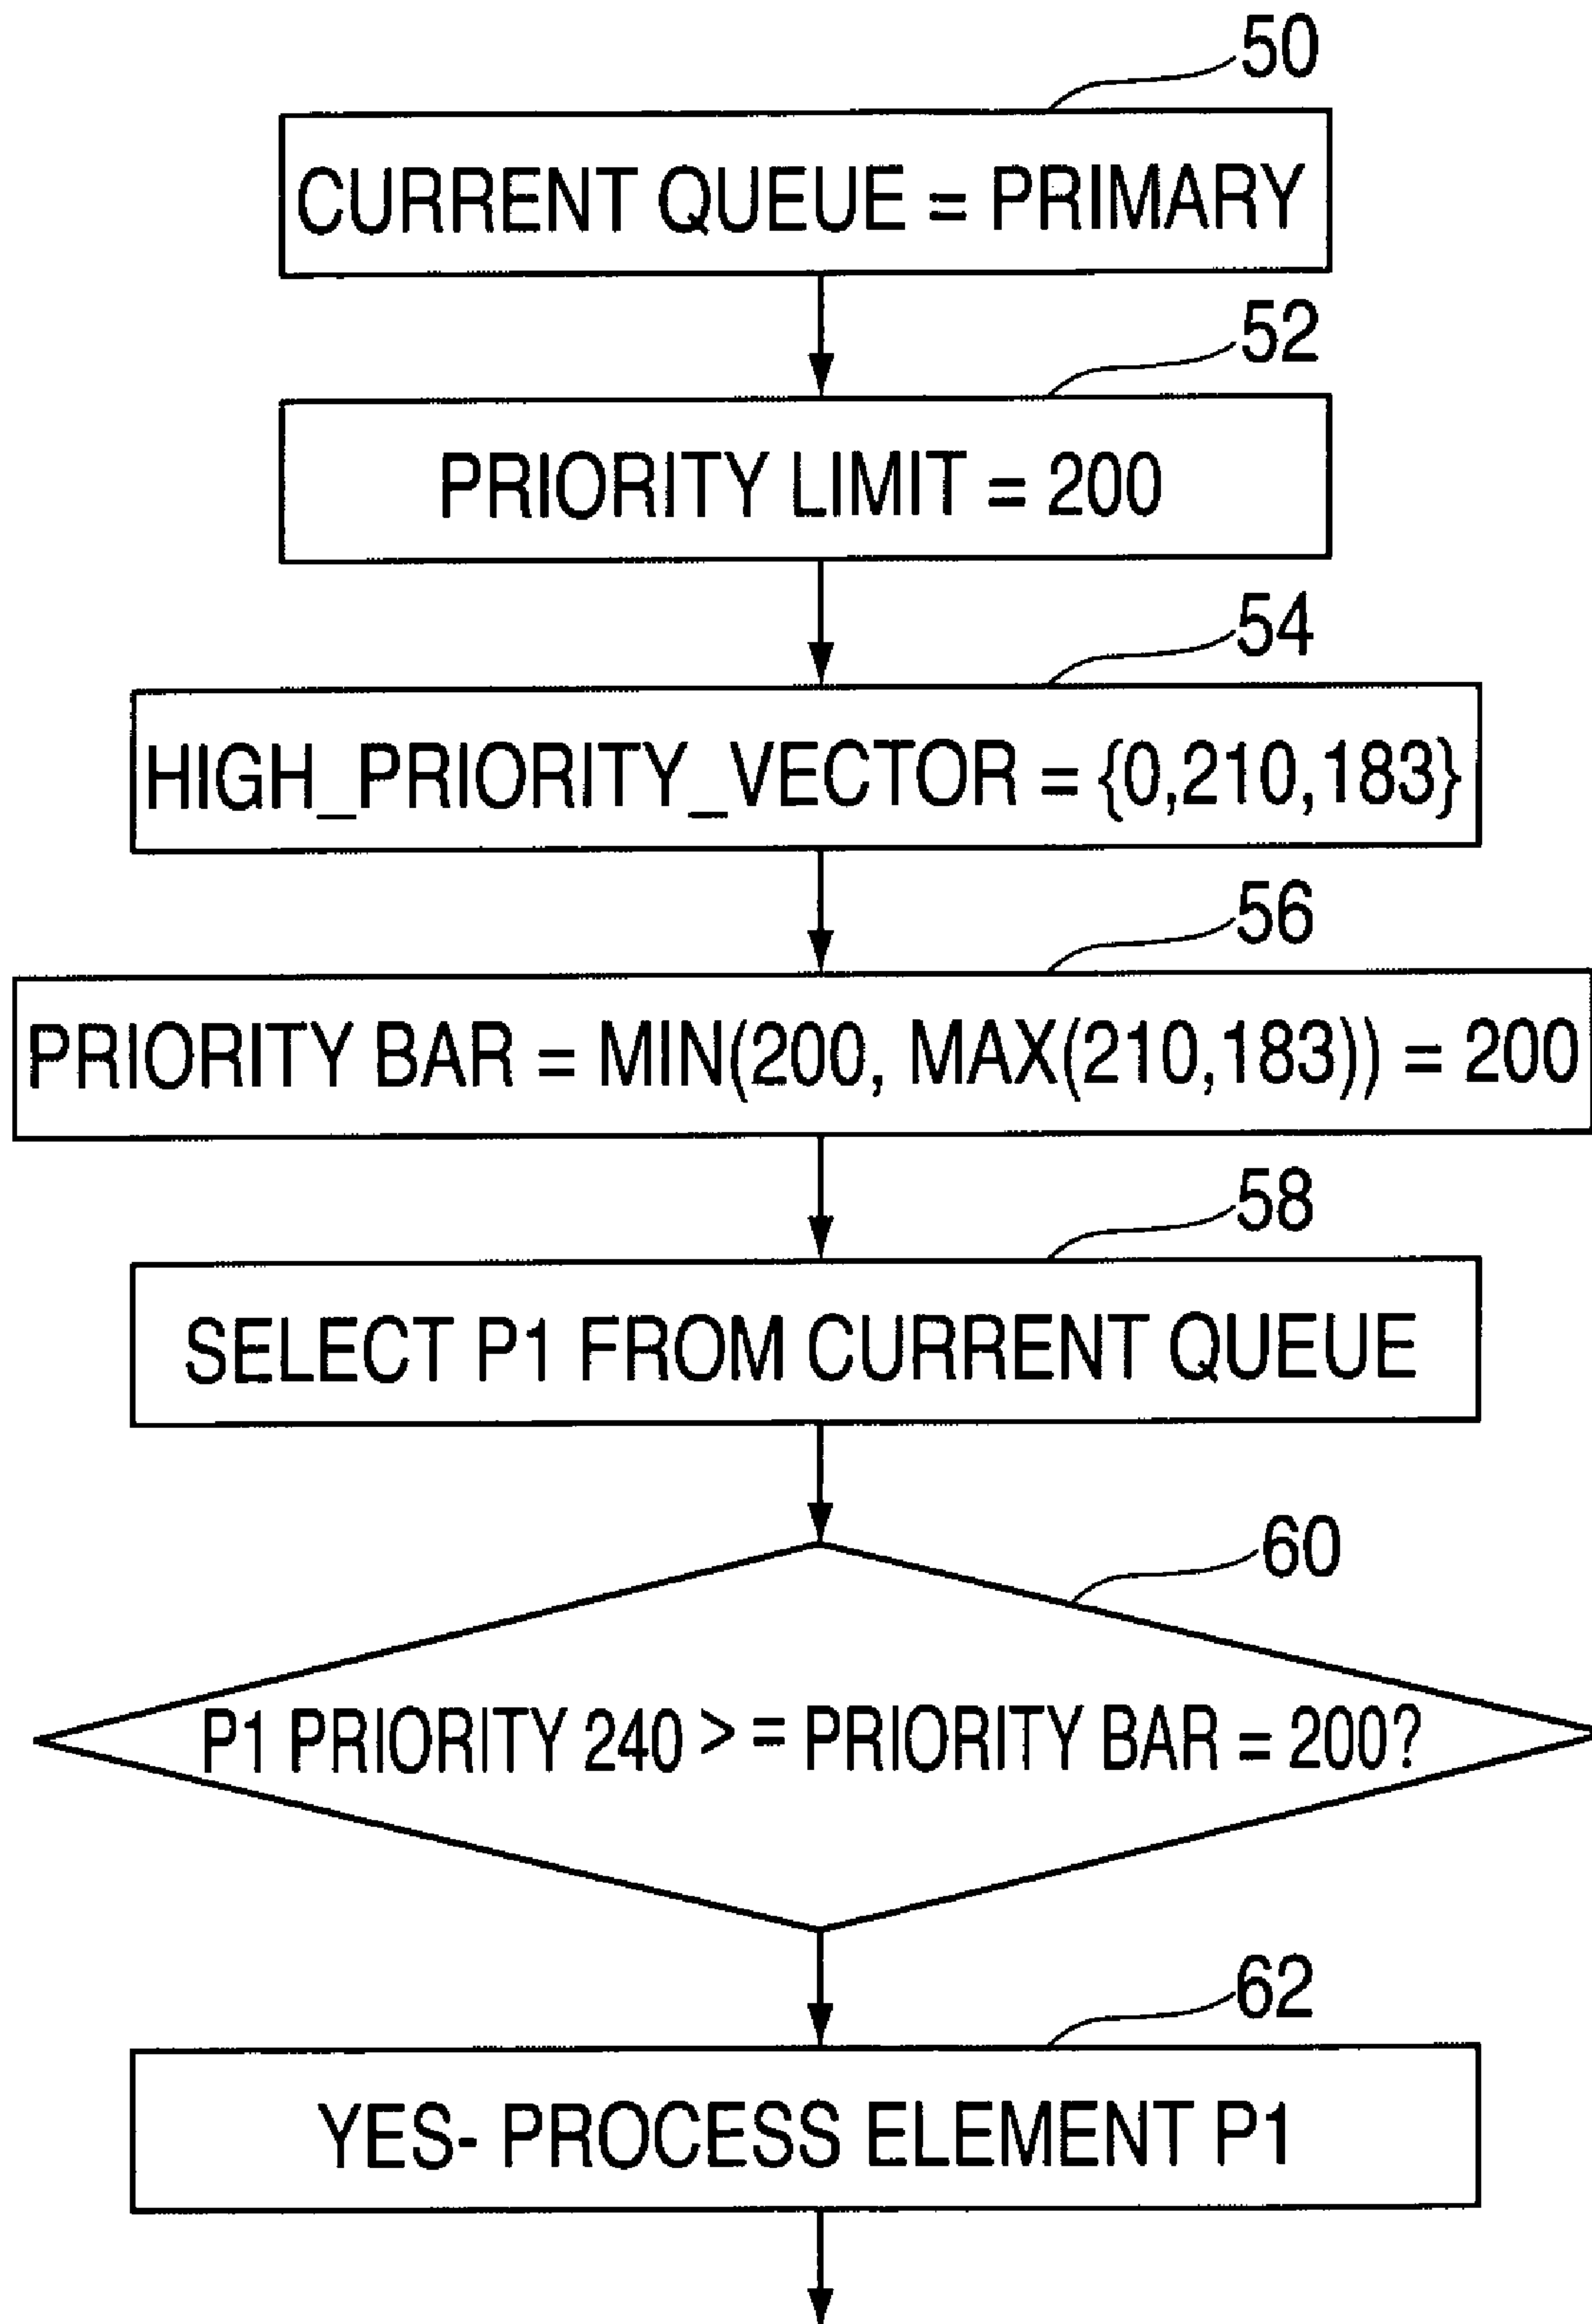 50
CURRENT QUEUE = PRIMARY
52
PRIORITY LIMIT = 200
54
HIGH_PRIORITY_VECTOR = {0,210,183}
56
PRIORITY BAR = MIN(200, MAX(210,183)) = 200
58
SELECT P1 FROM CURRENT QUEUE
60
P1 PRIORITY 240 > = PRIORITY BAR = 200?
62
YES- PROCESS ELEMENT P1